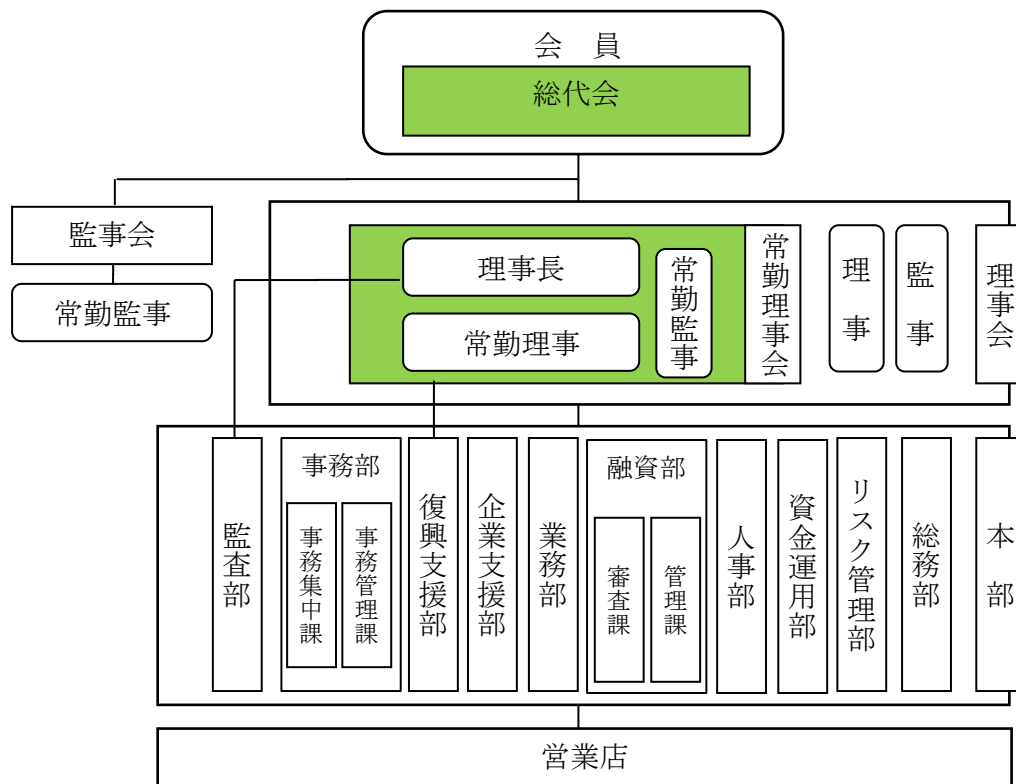 会　員
総代会
監事会
常勤監事
理事長
常勤理事
常勤監事
常勤理事会
理事
監事
理事会
監査部
事務部
事務集中課
事務管理課
復興支援部
企業支援部
業務部
融資部
審査課
管理課
人事部
資金運用部
リスク管理部
総務部
本部
営業店